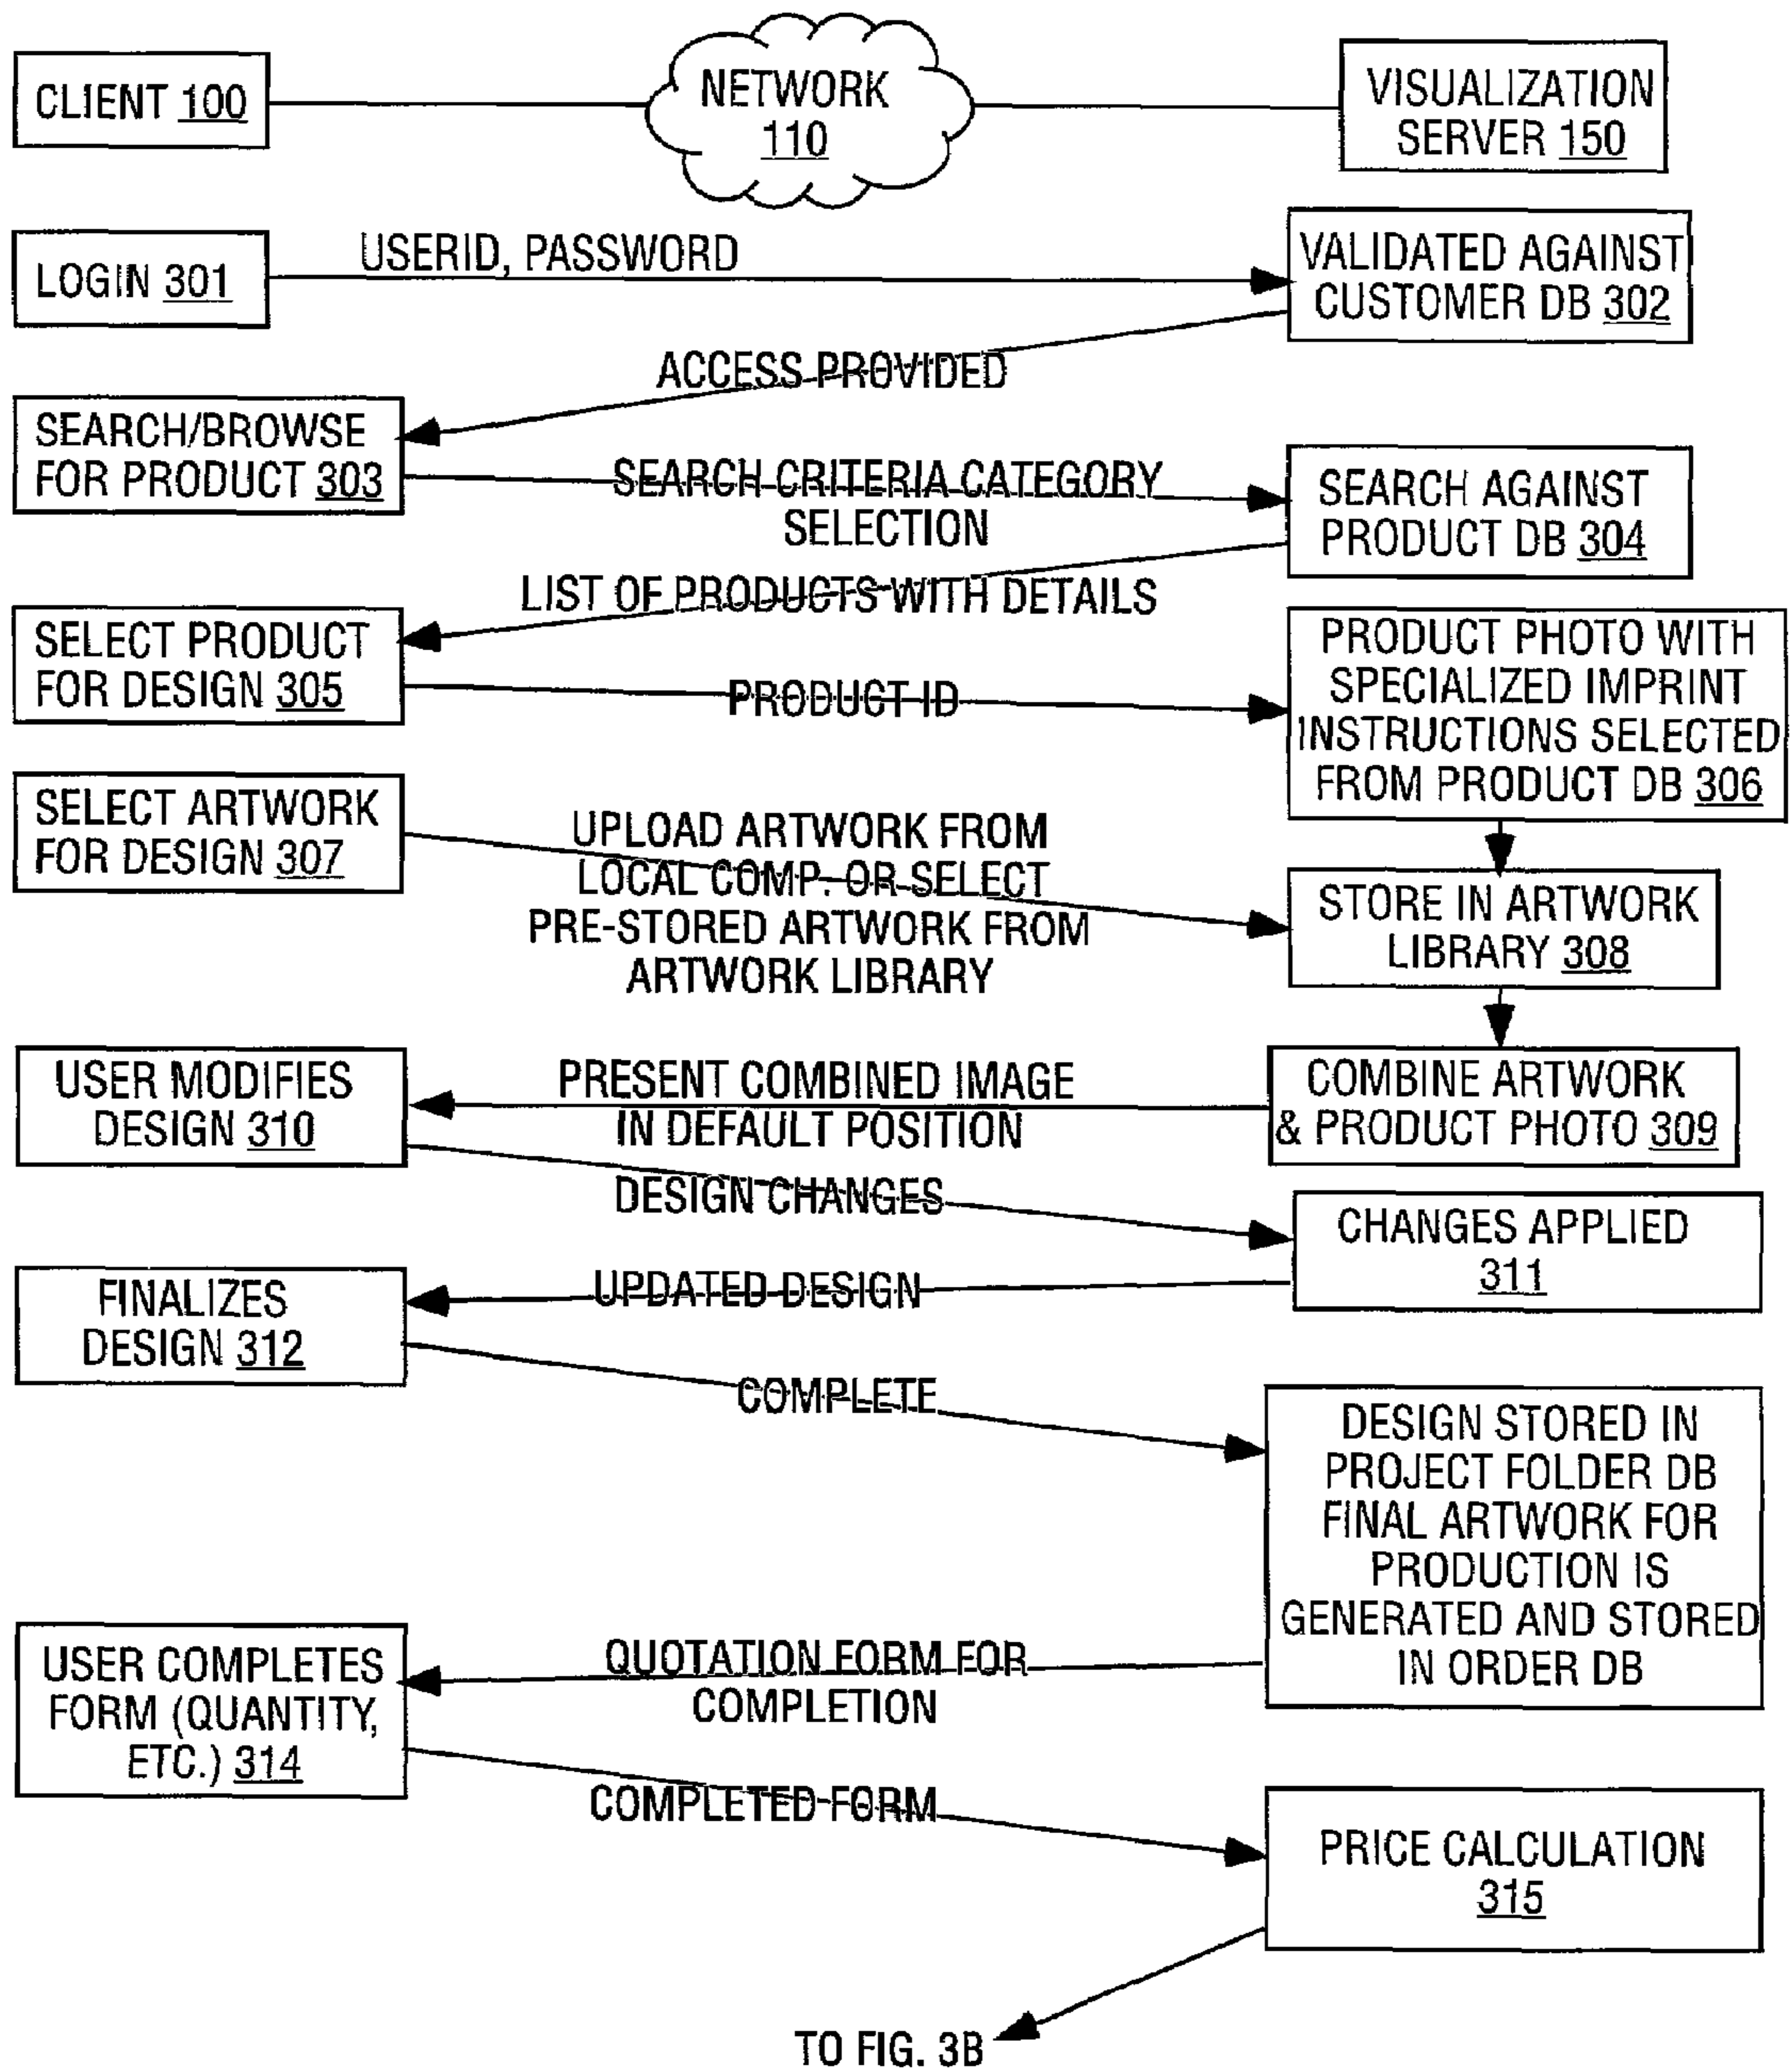 CLIENT 100
NETWORK
110
VISUALIZATION
SERVER 150
LOGIN 301
USERID, PASSWORD
VALIDATED AGAINST
CUSTOMER DB 302
ACCESS PROVIDED
SEARCH/BROWSE
FOR PRODUCT 303
SEARCH CRITERIA CATEGORY
SELECTION
SEARCH AGAINST
PRODUCT DB 304
LIST OF PRODUCTS WITH DETAILS
SELECT PRODUCT
FOR DESIGN 305
PRODUCT ID
PRODUCT PHOTO WITH
SPECIALIZED IMPRINT
INSTRUCTIONS SELECTED
FROM PRODUCT DB 306
SELECT ARTWORK
FOR DESIGN 307
UPLOAD ARTWORK FROM
LOCAL COMP. OR SELECT
PRE-STORED ARTWORK FROM
ARTWORK LIBRARY
STORE IN ARTWORK
LIBRARY 308
USER MODIFIES
DESIGN 310
PRESENT COMBINED IMAGE
IN DEFAULT POSITION
COMBINE ARTWORK
& PRODUCT PHOTO 309
DESIGN CHANGES
CHANGES APPLIED
311
UPDATED DESIGN
FINALIZES
DESIGN 312
COMPLETE
DESIGN STORED IN
PROJECT FOLDER DB
FINAL ARTWORK FOR
PRODUCTION IS
GENERATED AND STORED
IN ORDER DB
QUOTATION FORM FOR
COMPLETION
USER COMPLETES
FORM (QUANTITY,
ETC.) 314
COMPLETED FORM
PRICE CALCULATION
315
TO FIG. 3B